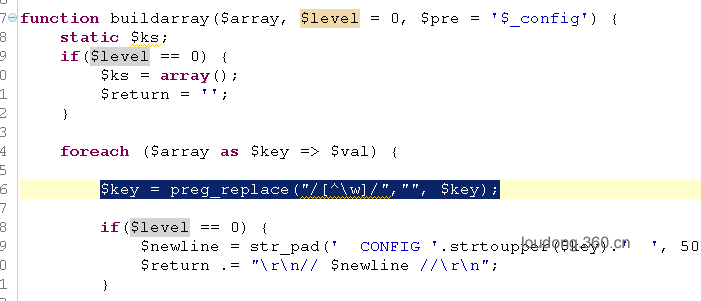 7 function buildarray($array, $level = 0, $pre = '$_config') {
8 static $ks;
9 if($level == 0) {
0 $ks = array();
1 $return = '';
2 }
3
4 foreach ($array as $key => $val) {
5
6 $key = preg_replace("/[^\w]/","", $key);
7
8 if($level == 0) {
9 $newline = str_pad('  CONFIG '.strtoupper($key).'  ', 50
0 $return .= "\r\n// $newline //\r\n";
1 }
loudong.360.cn